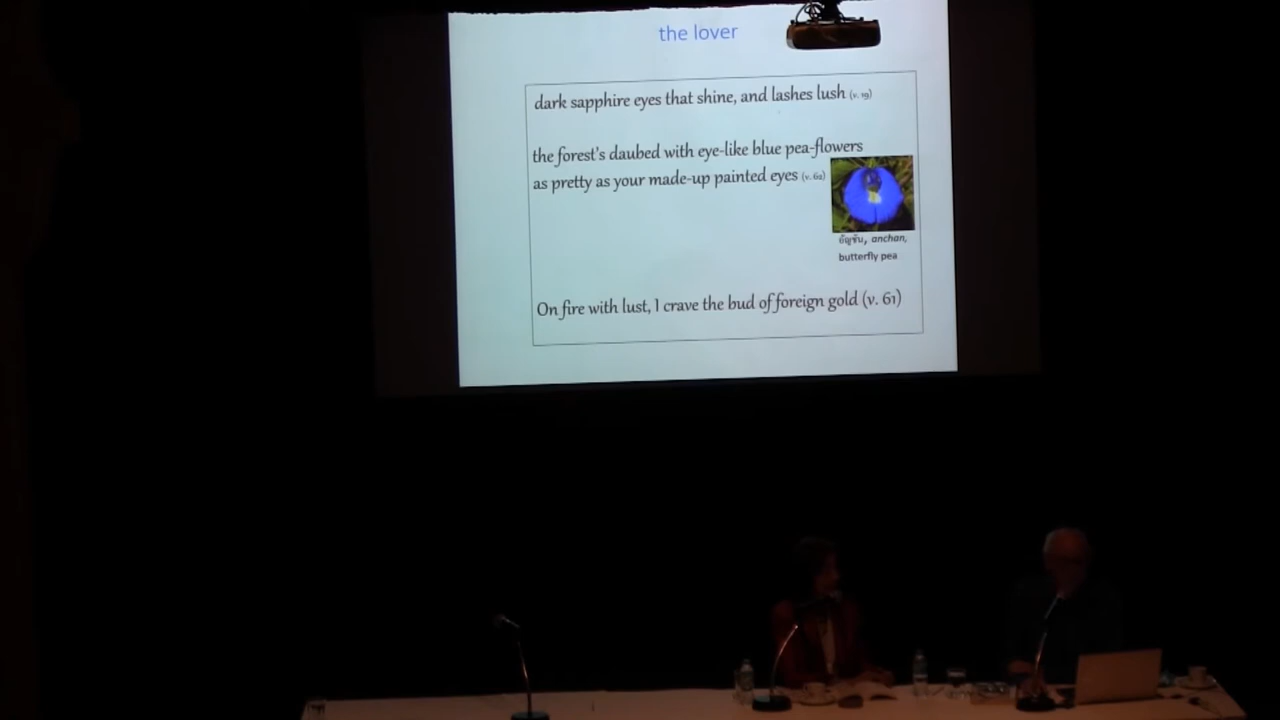 the lover
dark sapphire eyes that shine, and lashes lush (v. 19)
the forest's daubed with eye-like blue pea-flowers
as pretty as your made-up painted eyes (v. 62)
อัญชัน, anchan,
butterfly pea
On fire with lust, I crave the bud of foreign gold (v. 61)